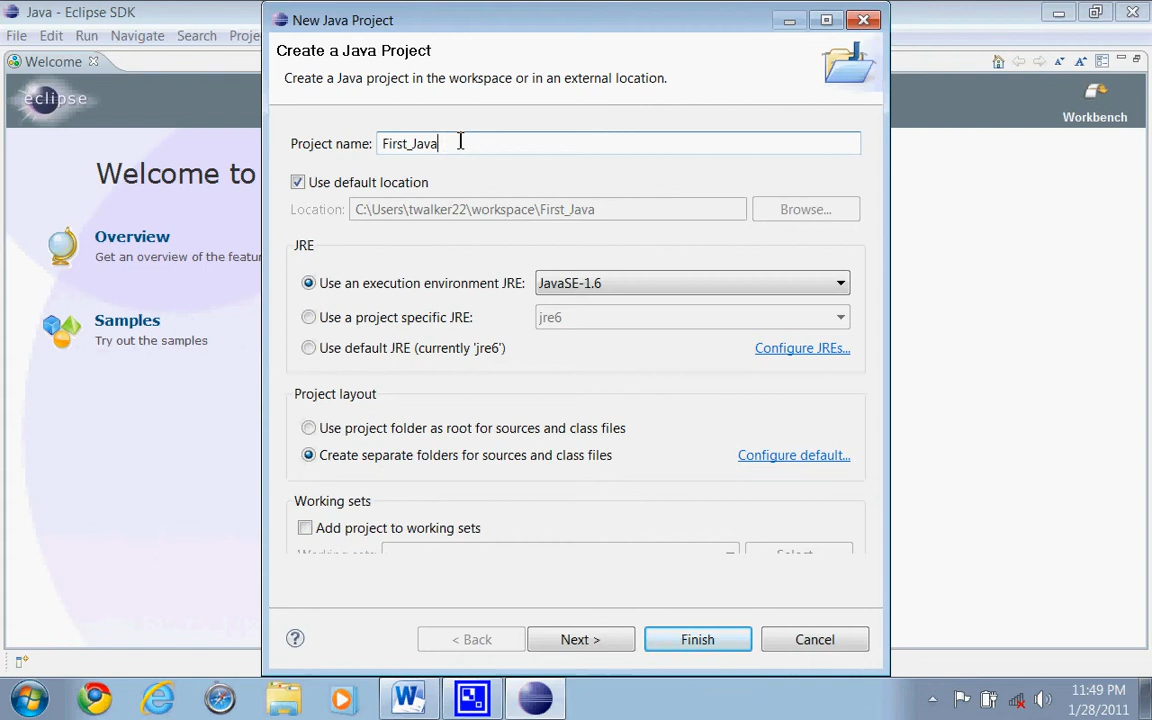 Java - Eclipse SDK
New Java Project
File Edit Run Navigate Search Proje
Create a Java Project
Welcome
Create a Java project in the workspace or in an external location.
eclipse
Workbench
Project name: First_Java
Welcome to
Use default location
Location: C:\Users\twalker22\workspace\First_Java Browse...
Overview
Get an overview of the featur
JRE
Use an execution environment JRE: JavaSE-1.6
Samples
Try out the samples
Use a project specific JRE: jre6
Use default JRE (currently 'jre6') Configure JREs...
Project layout
Use project folder as root for sources and class files
Create separate folders for sources and class files Configure default...
Working sets
Add project to working sets
Working sets: Select...
? < Back Next > Finish Cancel
W
11:49 PM
1/28/2011